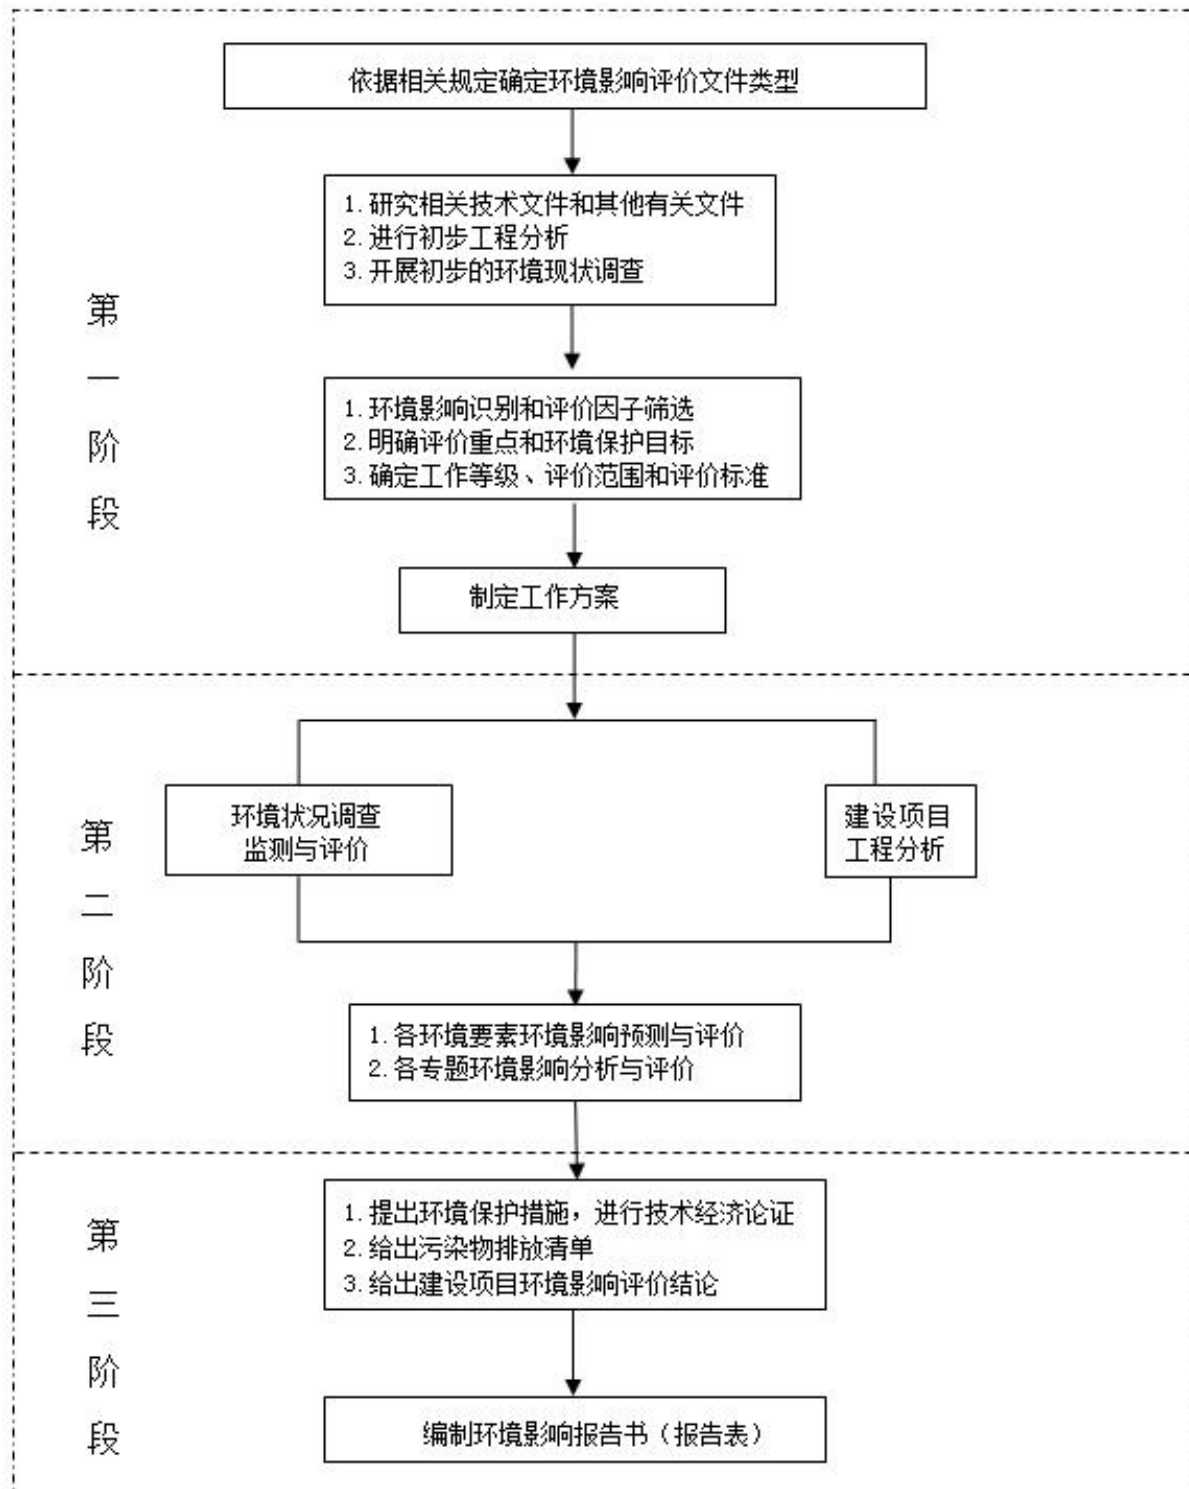 依据相关规定确定环境影响评价文件类型
1.研究相关技术文件和其他有关文件
2.进行初步工程分析
3.开展初步的环境现状调查
第一阶段
1.环境影响识别和评价因子筛选
2.明确评价重点和环境保护目标
3.确定工作等级、评价范围和评价标准
制定工作方案
第二阶段
环境状况调查
监测与评价
建设项目
工程分析
1.各环境要素环境影响预测与评价
2.各专题环境影响分析与评价
第三阶段
1.提出环境保护措施，进行技术经济论证
2.给出污染物排放清单
3.给出建设项目环境影响评价结论
编制环境影响报告书（报告表）